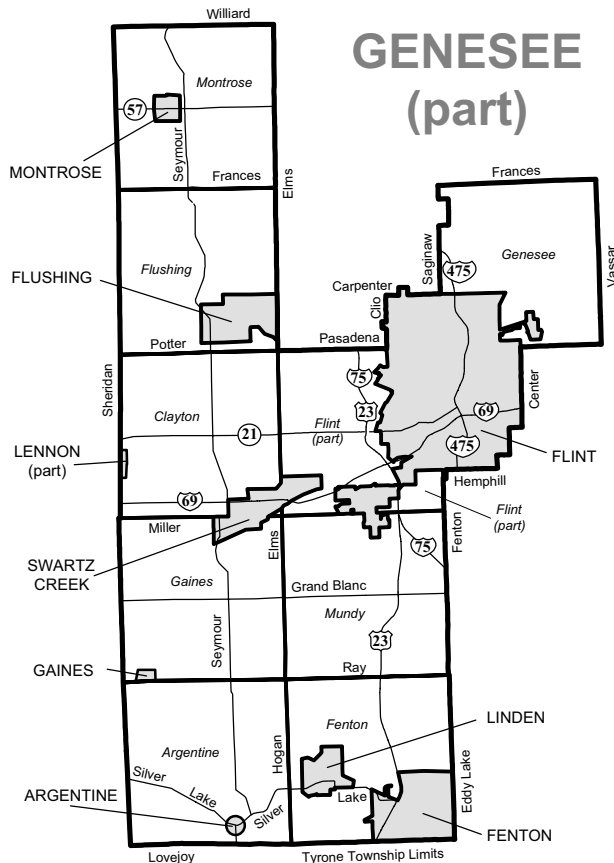 Williard
GENESEE
(part)
Montrose
57
MONTROSE
Seymour
Frances
Elms
Frances
Saginaw
Genesee
475
Vassar
Flushing
FLUSHING
Carpenter
Clio
Potter
Pasadena
Sheridan
75
23
Center
Clayton
21
Flint
(part)
69
475
FLINT
LENNON
(part)
Hemphill
69
Flint
(part)
Miller
Elms
Fenton
75
SWARTZ
CREEK
Gaines
Grand Blanc
Mundy
Seymour
23
GAINES
Ray
LINDEN
Fenton
Argentine
Hogan
Silver
Lake
Silver
Lake
Eddy Lake
ARGENTINE
FENTON
Lovejoy
Tyrone Township Limits